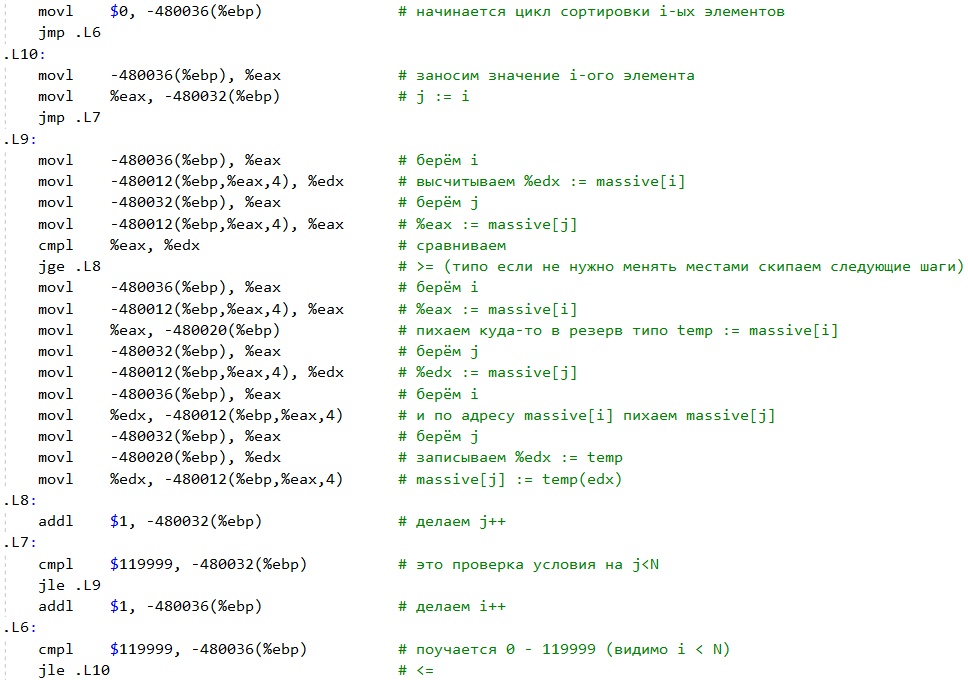 movl $0, -480036(%ebp) # начинается цикл сортировки i-ых элементов
jmp .L6
.L10:
movl -480036(%ebp), %eax # заносим значение i-ого элемента
movl %eax, -480032(%ebp) # j := i
jmp .L7
.L9:
movl -480036(%ebp), %eax # берём i
movl -480012(%ebp,%eax,4), %edx # высчитываем %edx := massive[i]
movl -480032(%ebp), %eax # берём j
movl -480012(%ebp,%eax,4), %eax # %eax := massive[j]
cmpl %eax, %edx # сравниваем
jge .L8 # >= (типо если не нужно менять местами скипаем следующие шаги)
movl -480036(%ebp), %eax # берём i
movl -480012(%ebp,%eax,4), %eax # %eax := massive[i]
movl %eax, -480020(%ebp) # пихаем куда-то в резерв типо temp := massive[i]
movl -480032(%ebp), %eax # берём j
movl -480012(%ebp,%eax,4), %edx # %edx := massive[j]
movl -480036(%ebp), %eax # берём i
movl %edx, -480012(%ebp,%eax,4) # и по адресу massive[i] пихаем massive[j]
movl -480032(%ebp), %eax # берём j
movl -480020(%ebp), %edx # записываем %edx := temp
movl %edx, -480012(%ebp,%eax,4) # massive[j] := temp(edx)
.L8:
addl $1, -480032(%ebp) # делаем j++
.L7:
cmpl $119999, -480032(%ebp) # это проверка условия на j<N
jle .L9
addl $1, -480036(%ebp) # делаем i++
.L6:
cmpl $119999, -480036(%ebp) # поучается 0 - 119999 (видимо i < N)
jle .L10 # <=